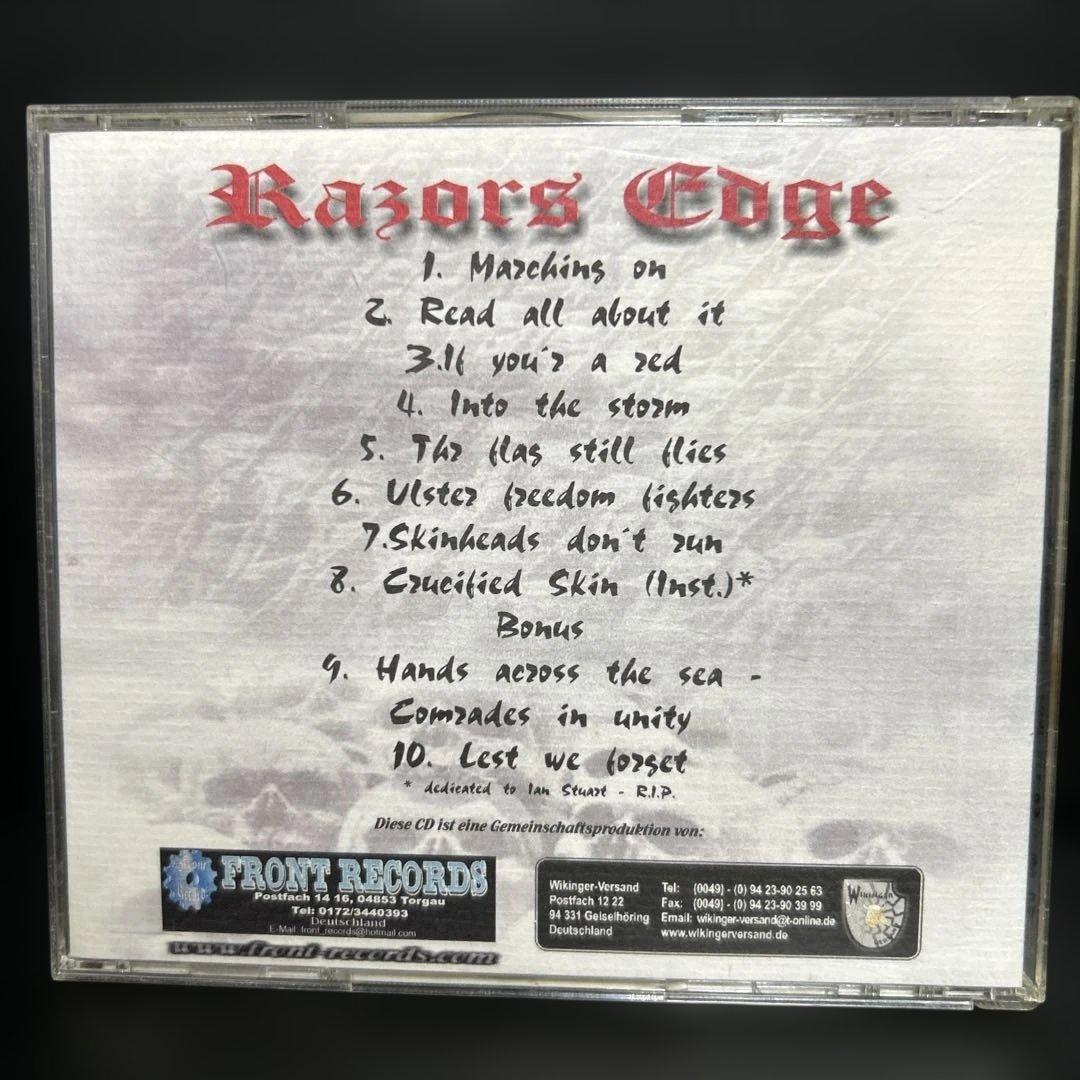 Razors Edge
1. Marching on
2. Read all about it
3.If you´r a red
4. Into the storm
5. Thr flag still flies
6. Ulster freedom fighters
7.Skinheads don´t run
8. Crucified Skin (Inst.)*
Bonus
9. Hands across the sea -
Comrades in unity
10. Lest we forget
* dedicated to Ian Stuart - R.I.P.
Diese CD ist eine Gemeinschaftsproduktion von:
FRONT RECORDS
Postfach 14 16, 04853 Torgau
Tel: 0172/3440393
Deutschland
E-Mail: front_records@hotmail.com
www.front-records.com
Wikinger-Versand
Postfach 12 22
94 331 Geiselhöring
Deutschland
Tel: (0049) - (0) 94 23-90 25 63
Fax: (0049) - (0) 94 23-90 39 99
Email: wikinger-versand@t-online.de
www.wikingerversand.de